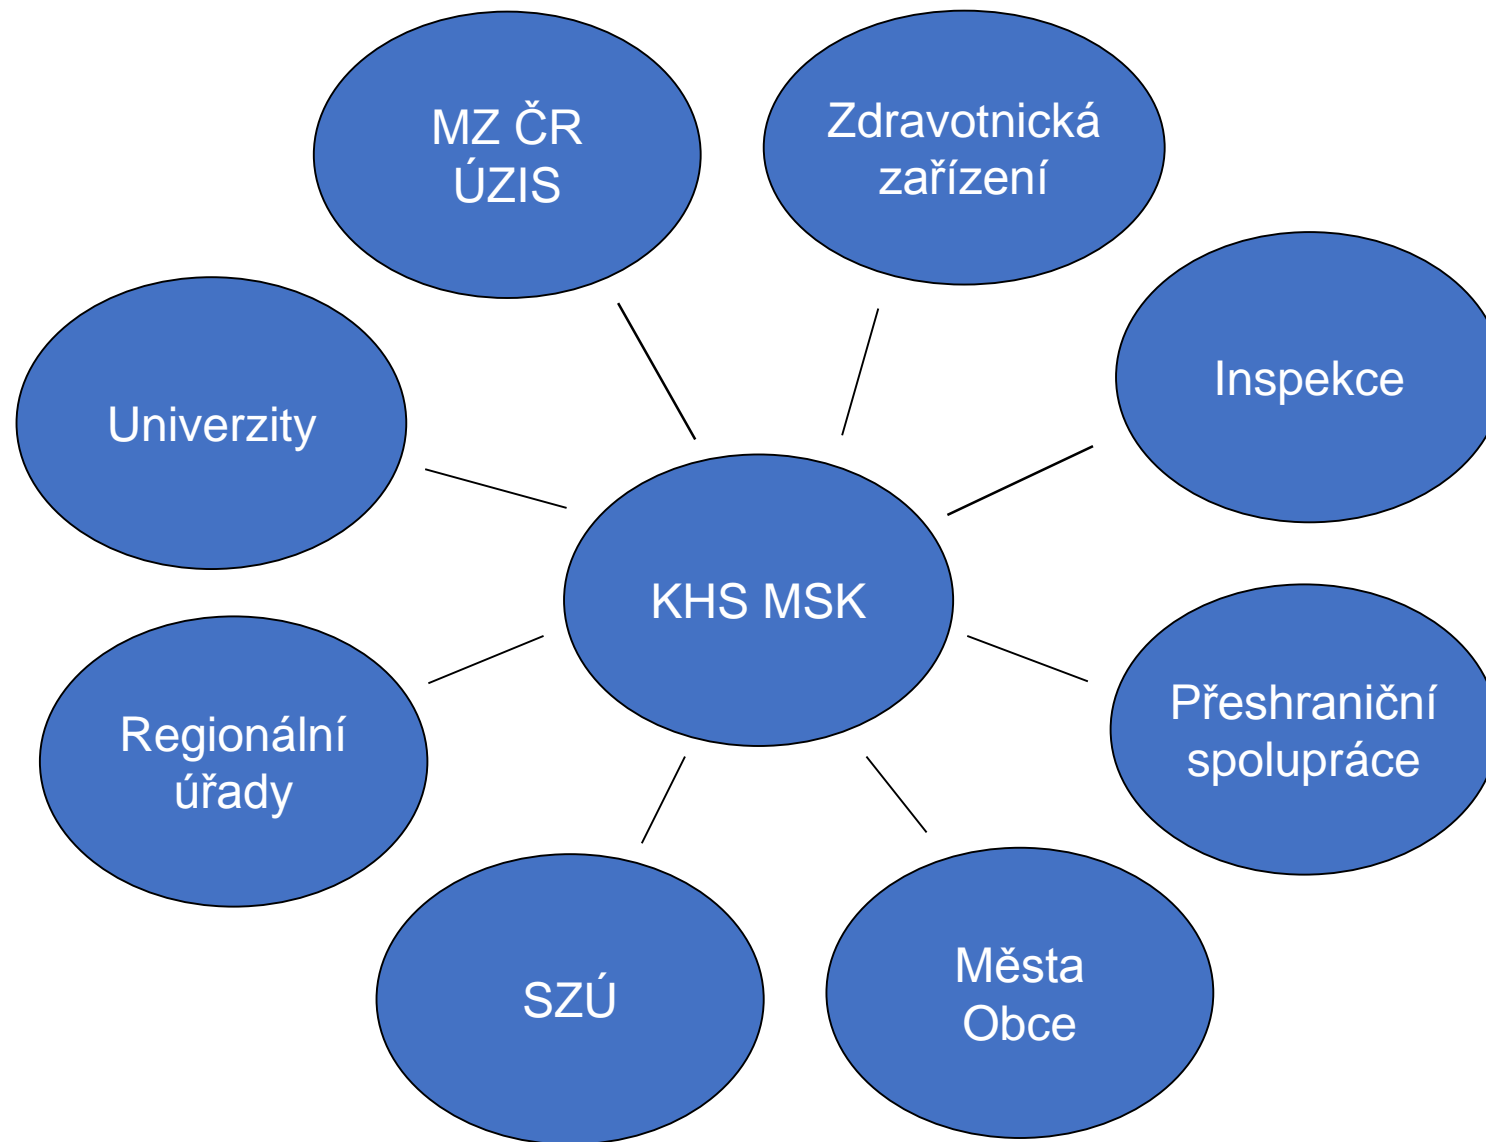 MZ ČR
ÚZIS
Zdravotnická
zařízení
Inspekce
Univerzity
KHS MSK
Přeshraniční
spolupráce
Regionální
úřady
SZÚ
Města
Obce